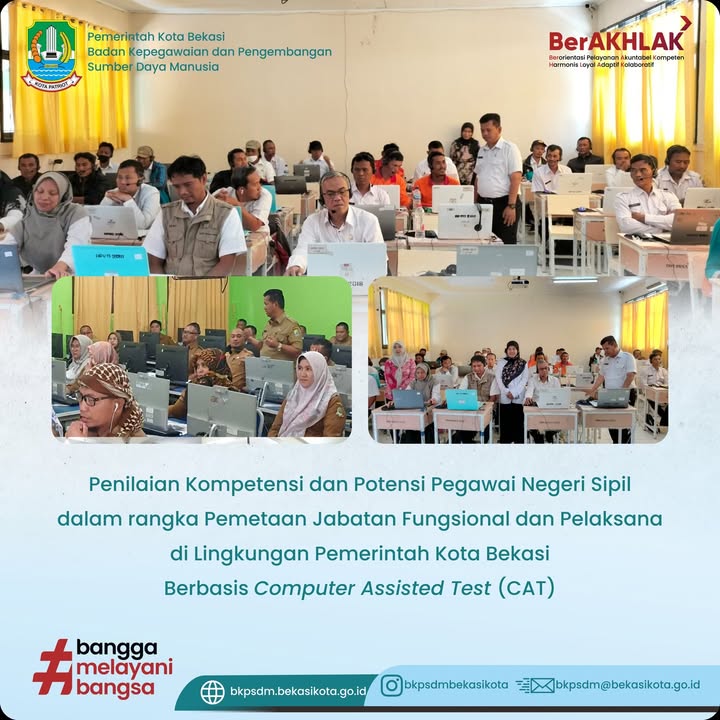 Pemerintah Kota Bekasi
Badan Kepegawaian dan Pengembangan
Sumber Daya Manusia
KOTA PATRIOT
BerAKHLAK
Berorientasi Pelayanan Akuntabel Kompeten
Harmonis Loyal Adaptif Kolaboratif
Penilaian Kompetensi dan Potensi Pegawai Negeri Sipil
dalam rangka Pemetaan Jabatan Fungsional dan Pelaksana
di Lingkungan Pemerintah Kota Bekasi
Berbasis Computer Assisted Test (CAT)
#bangga
melayani
bangsa
bkpsdm.bekasikota.go.id
bkpsdmbekasikota
bkpsdm@bekasikota.go.id